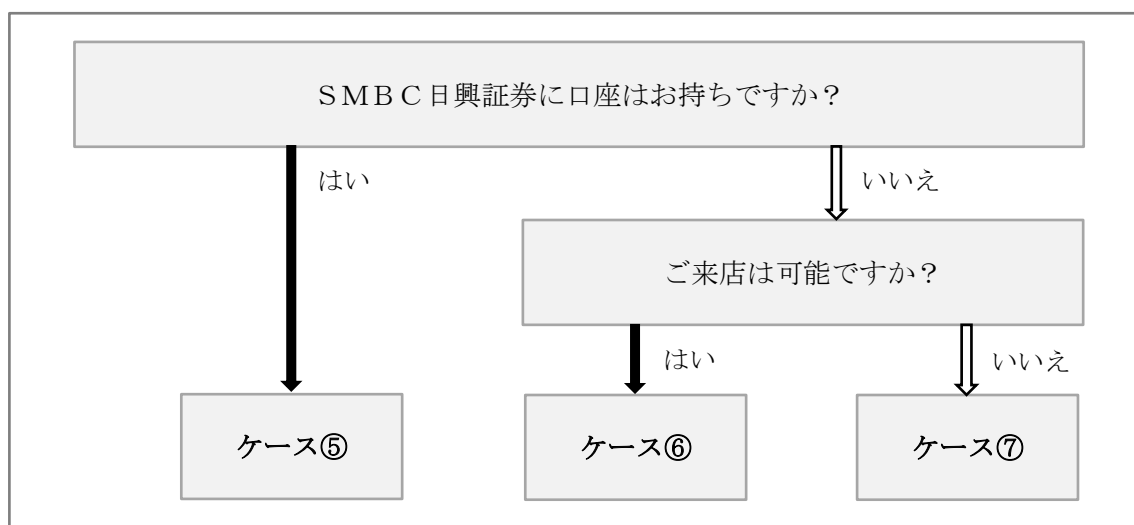 SMBC日興証券に口座はお持ちですか？
はい
いいえ
ご来店は可能ですか？
はい
いいえ
ケース⑤
ケース⑥
ケース⑦